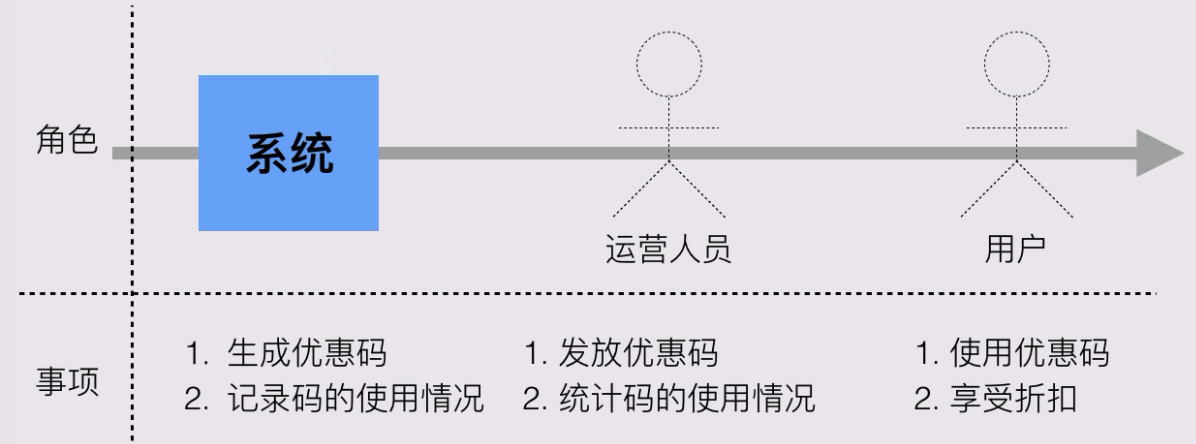 角色
系统
运营人员
用户
事项
1. 生成优惠码
2. 记录码的使用情况
1. 发放优惠码
2. 统计码的使用情况
1. 使用优惠码
2. 享受折扣